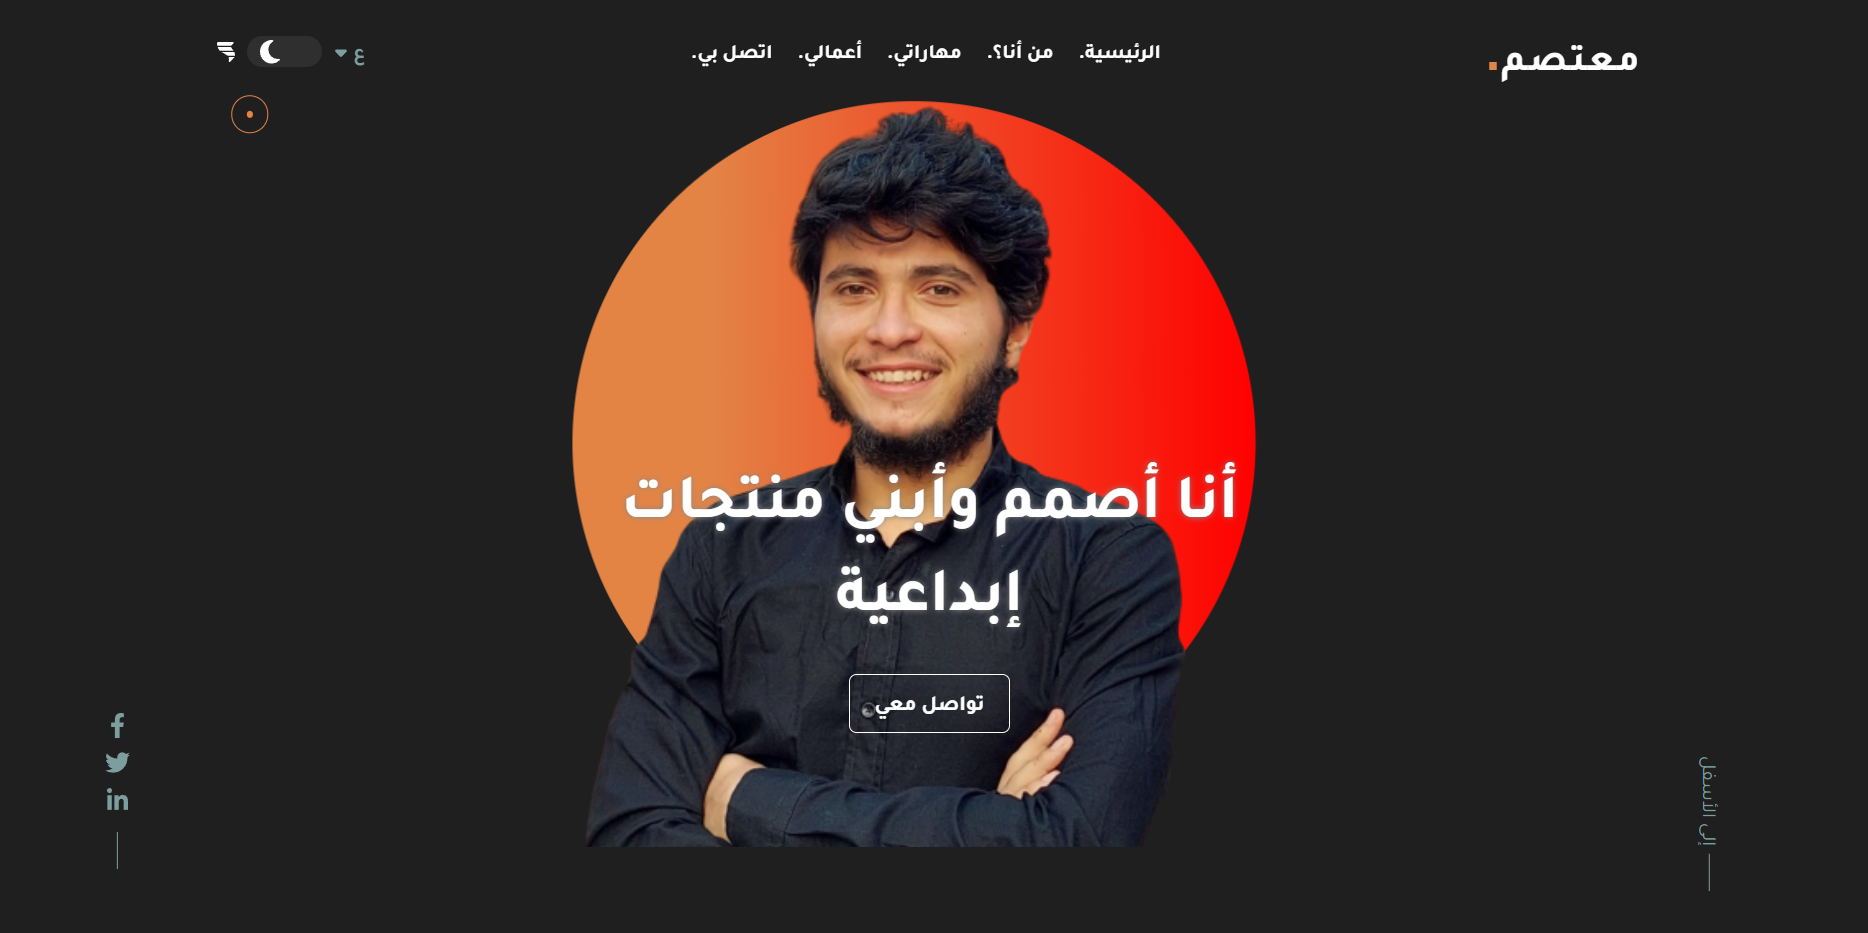 معتصم.
الرئيسية. من أنا؟. مهاراتي. أعمالي. اتصل بي.
ع
أنا أصمم وأبني منتجات
إبداعية
تواصل معي
إلى الأسفل